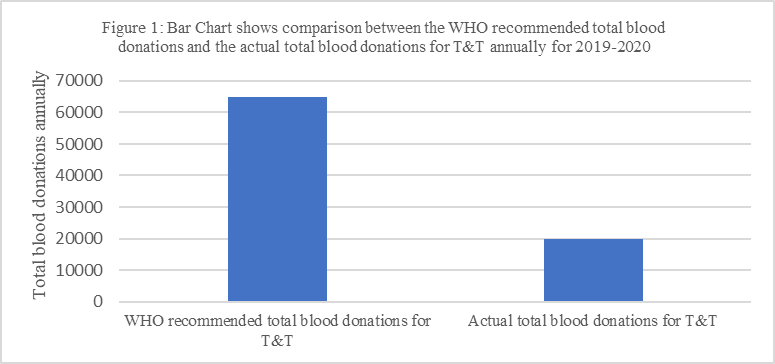 Figure 1: Bar Chart shows comparison between the WHO recommended total blood
donations and the actual total blood donations for T&T annually for 2019-2020
Total blood donations annually
70000
60000
50000
40000
30000
20000
10000
0
WHO recommended total blood donations for
T&T
Actual total blood donations for T&T